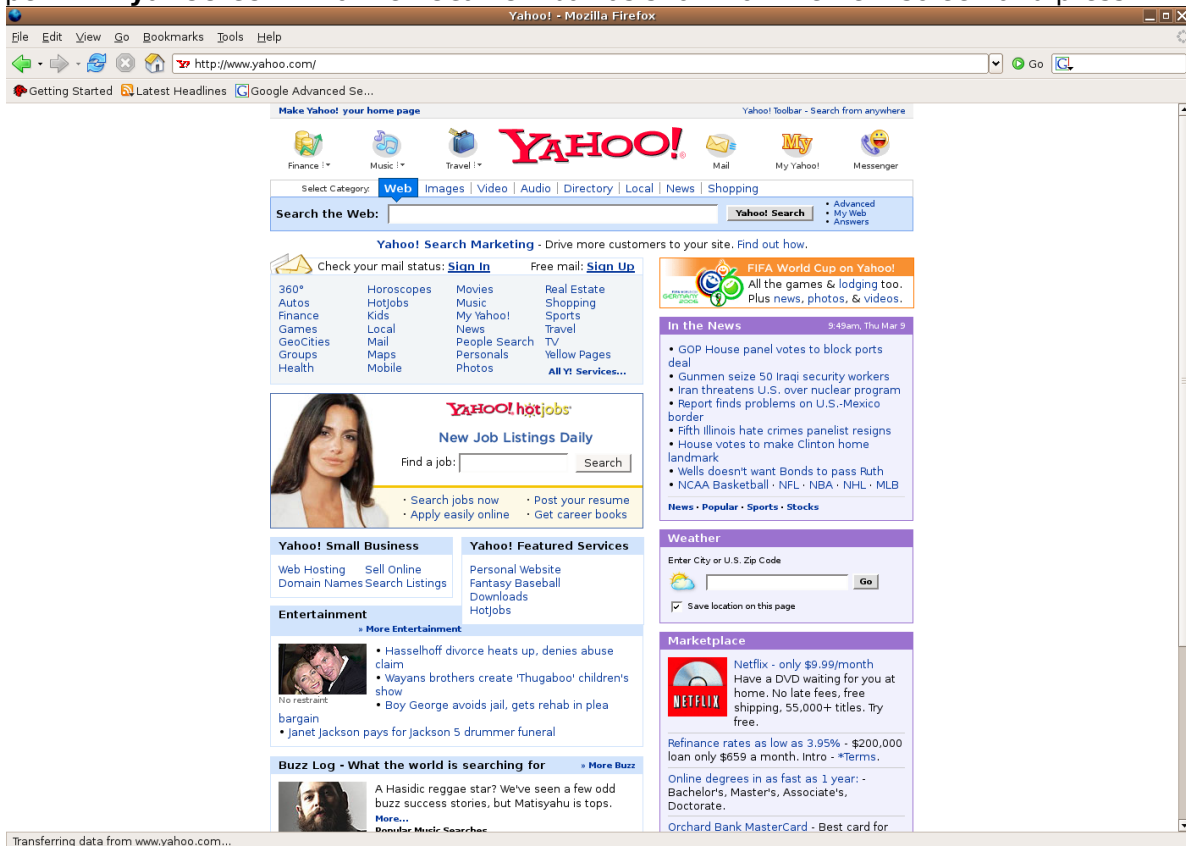 Yahoo! - Mozilla Firefox
File Edit View Go Bookmarks Tools Help
http://www.yahoo.com/ Go G
Getting Started Latest Headlines Google Advanced Se...
Make Yahoo! your home page Yahoo! Toolbar - Search from anywhere
Finance Music Travel YAHOO! Mail My Yahoo! Messenger
Select Category: Web Images | Video | Audio | Directory | Local | News | Shopping
Search the Web: Yahoo! Search
• Advanced
• My Web
• Answers
Yahoo! Search Marketing - Drive more customers to your site. Find out how.
Check your mail status: Sign In Free mail: Sign Up
360° Horoscopes Movies Real Estate
Autos HotJobs Music Shopping
Finance Kids My Yahoo! Sports
Games Local News Travel
GeoCities Mail People Search TV
Groups Maps Personals Yellow Pages
Health Mobile Photos All Y! Services...
YAHOO! hotjobs
New Job Listings Daily
Find a job: Search
· Search jobs now · Post your resume
· Apply easily online · Get career books
Yahoo! Small Business
Web Hosting Sell Online
Domain Names Search Listings
Yahoo! Featured Services
Personal Website
Fantasy Baseball
Downloads
HotJobs
Entertainment
» More Entertainment
No restraint
• Hasselhoff divorce heats up, denies abuse
claim
• Wayans brothers create 'Thugaboo' children's
show
• Boy George avoids jail, gets rehab in plea
bargain
• Janet Jackson pays for Jackson 5 drummer funeral
Buzz Log - What the world is searching for » More Buzz
A Hasidic reggae star? We've seen a few odd
buzz success stories, but Matisyahu is tops.
More...
Popular Music Searches
FIFA World Cup on Yahoo!
All the games & lodging too.
Plus news, photos, & videos.
GERMANY
2006
In the News 9:49am, Thu Mar 9
• GOP House panel votes to block ports
deal
• Gunmen seize 50 Iraqi security workers
• Iran threatens U.S. over nuclear program
• Report finds problems on U.S.-Mexico
border
• Fifth Illinois hate crimes panelist resigns
• House votes to make Clinton home
landmark
• Wells doesn't want Bonds to pass Ruth
• NCAA Basketball · NFL · NBA · NHL · MLB
News · Popular · Sports · Stocks
Weather
Enter City or U.S. Zip Code
Go
Save location on this page
Marketplace
NETFLIX
Netflix - only $9.99/month
Have a DVD waiting for you at
home. No late fees, free
shipping, 55,000+ titles. Try
free.
Refinance rates as low as 3.95% - $200,000
loan only $659 a month. Intro - *Terms.
Online degrees in as fast as 1 year: -
Bachelor's, Master's, Associate's,
Doctorate.
Orchard Bank MasterCard - Best card for
Transferring data from www.yahoo.com...